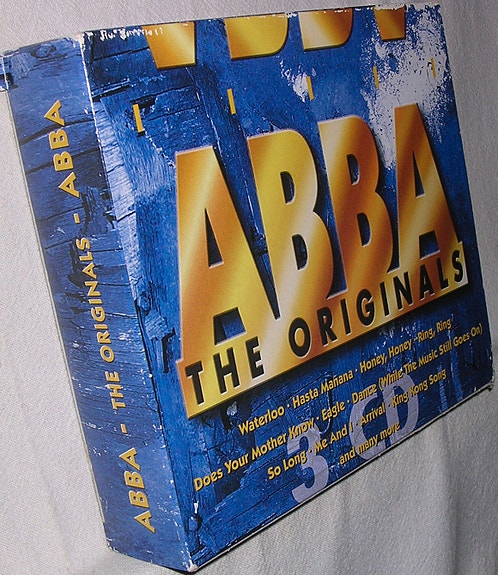 ABBA - THE ORIGINALS - ABBA
ABBA
THE ORIGINALS
Waterloo · Hasta Mañana · Honey, Honey · Ring, Ring
Does Your Mother Know · Eagle · Dance (While The Music Still Goes On)
So Long · Me And I · Arrival · King Kong Song
and many more
3 CD